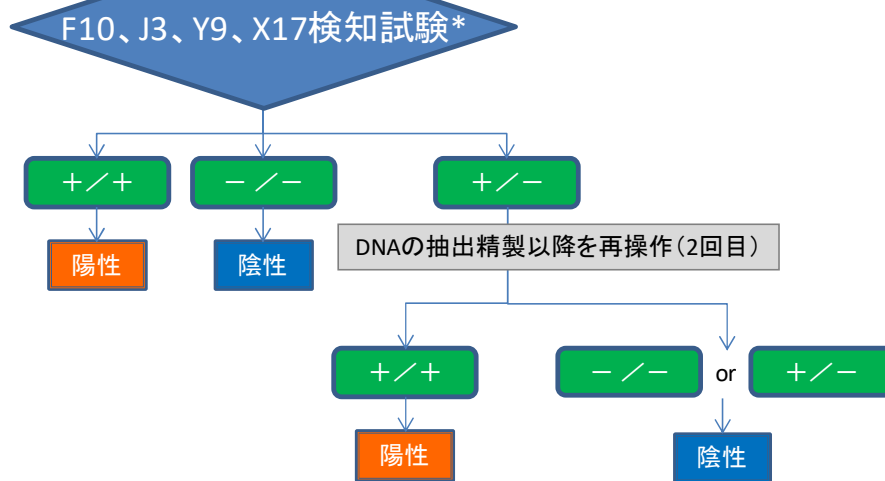 F10、J3、Y9、X17検知試験*
＋／＋
－／－
＋／－
陽性
陰性
DNAの抽出精製以降を再操作（2回目）
＋／＋
－／－
or
＋／－
陽性
陰性